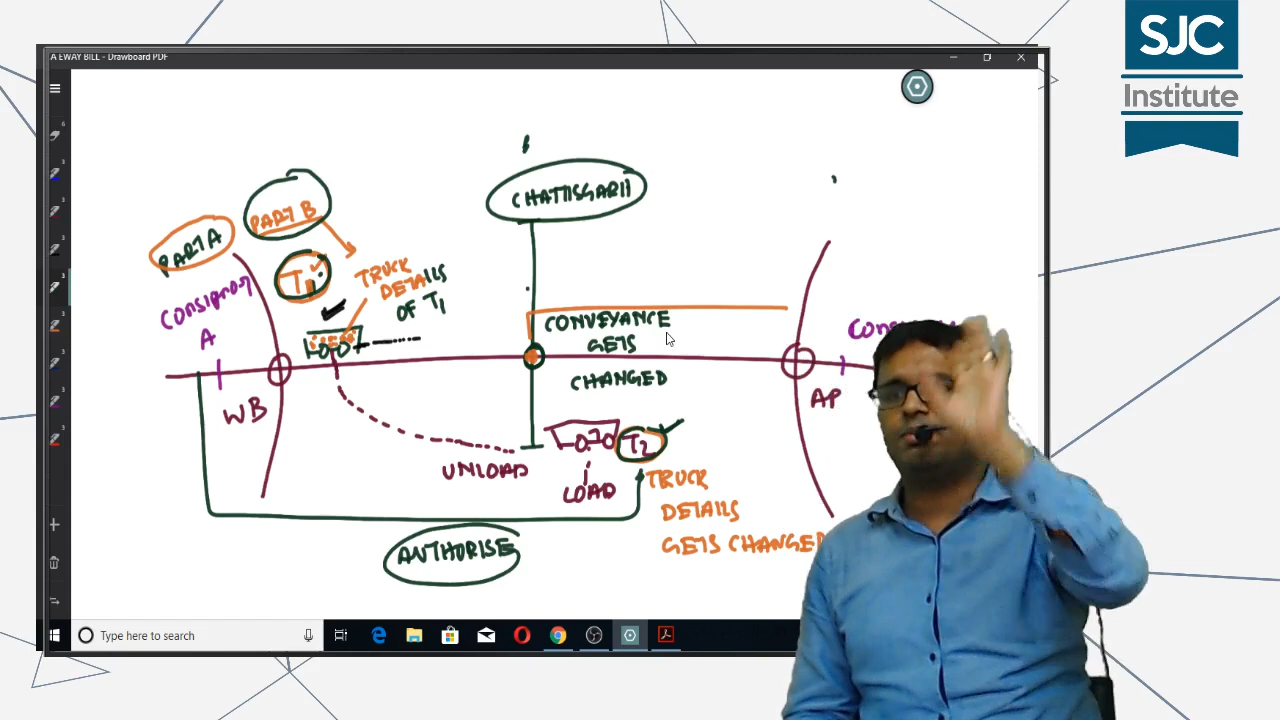 SJC
Institute
A EWAY BILL - Drawboard PDF
CHATTISGARH
PART B
PART A
T1
TRUCK
DETAILS
OF T1
CONSIGNOR
A
CONVEYANCE
GETS
CHANGED
WB
AP
T2
UNLOAD
LOAD
TRUCK
DETAILS
GETS CHANGED
AUTHORISE
Type here to search